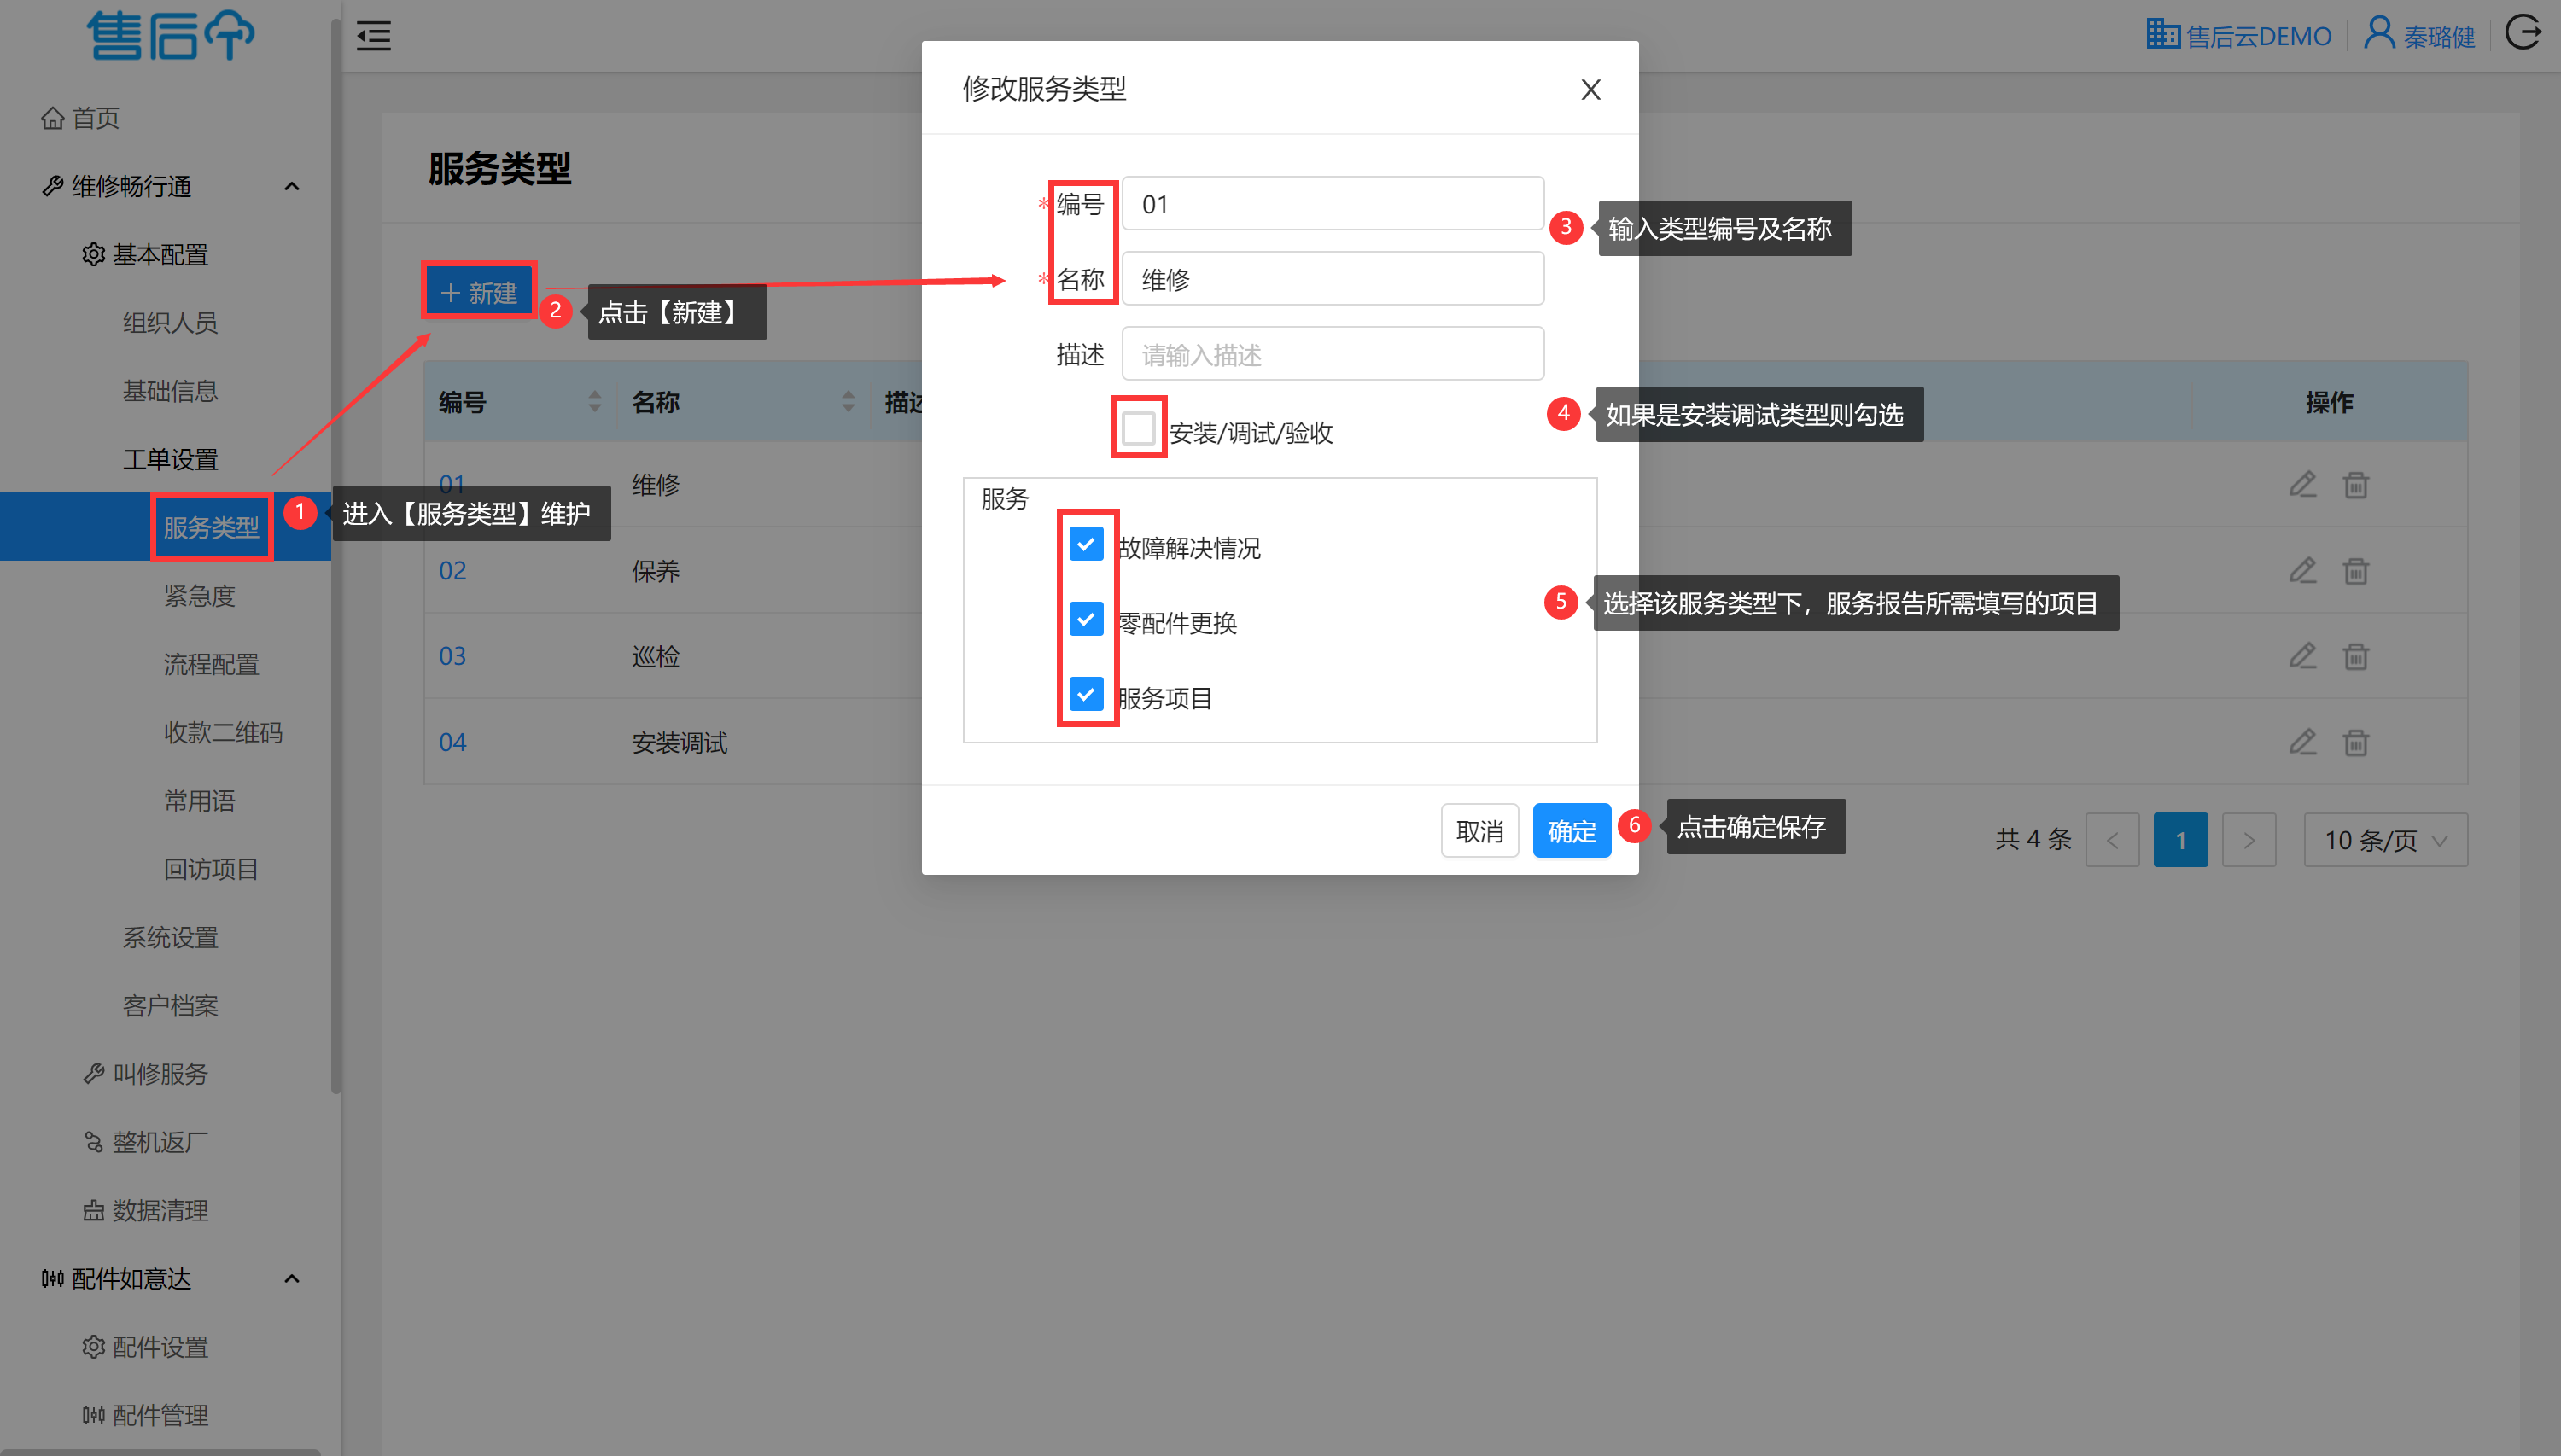 售后
售后云DEMO
秦璐健
首页
维修畅行通
基本配置
组织人员
基础信息
工单设置
服务类型
紧急度
流程配置
收款二维码
常用语
回访项目
系统设置
客户档案
叫修服务
整机返厂
数据清理
配件如意达
配件设置
配件管理
1 进入【服务类型】维护
服务类型
+ 新建
2 点击【新建】
编号 名称 描述 操作
01 维修
02 保养
03 巡检
04 安装调试
共 4 条 < 1 > 10 条/页
修改服务类型 X
* 编号 01
3 输入类型编号及名称
* 名称 维修
描述 请输入描述
安装/调试/验收
4 如果是安装调试类型则勾选
服务
故障解决情况
零配件更换
5 选择该服务类型下，服务报告所需填写的项目
服务项目
取消 确定
6 点击确定保存